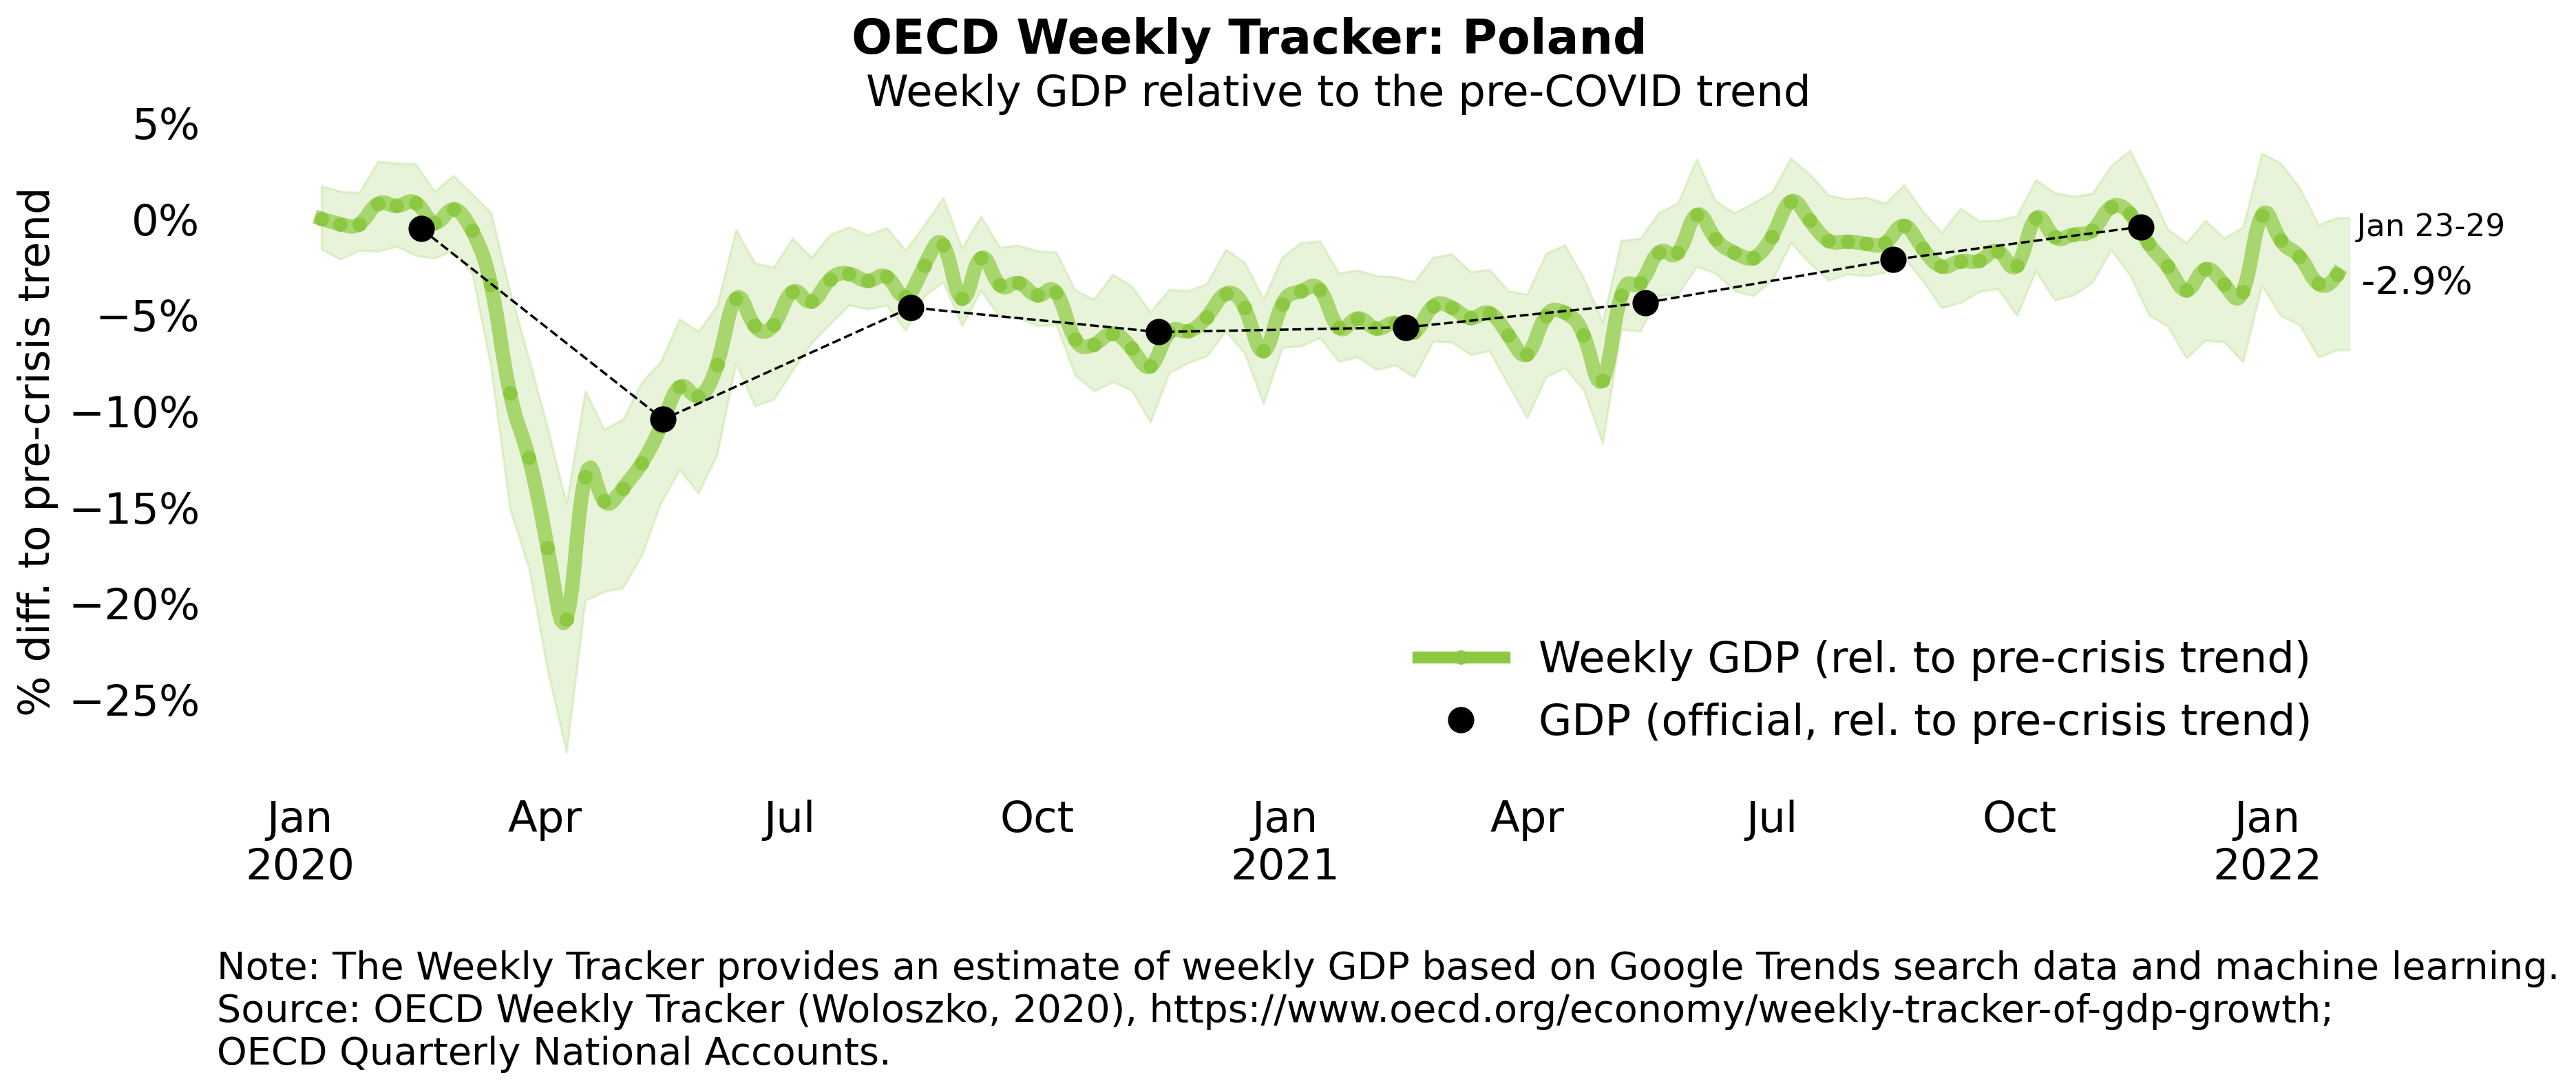 OECD Weekly Tracker: Poland
Weekly GDP relative to the pre-COVID trend
% diff. to pre-crisis trend
5%
0%
−5%
−10%
−15%
−20%
−25%
Jan 23-29
-2.9%
Weekly GDP (rel. to pre-crisis trend)
GDP (official, rel. to pre-crisis trend)
Jan Apr Jul Oct Jan Apr Jul Oct Jan
2020 2021 2022
Note: The Weekly Tracker provides an estimate of weekly GDP based on Google Trends search data and machine learning.
Source: OECD Weekly Tracker (Woloszko, 2020), https://www.oecd.org/economy/weekly-tracker-of-gdp-growth;
OECD Quarterly National Accounts.